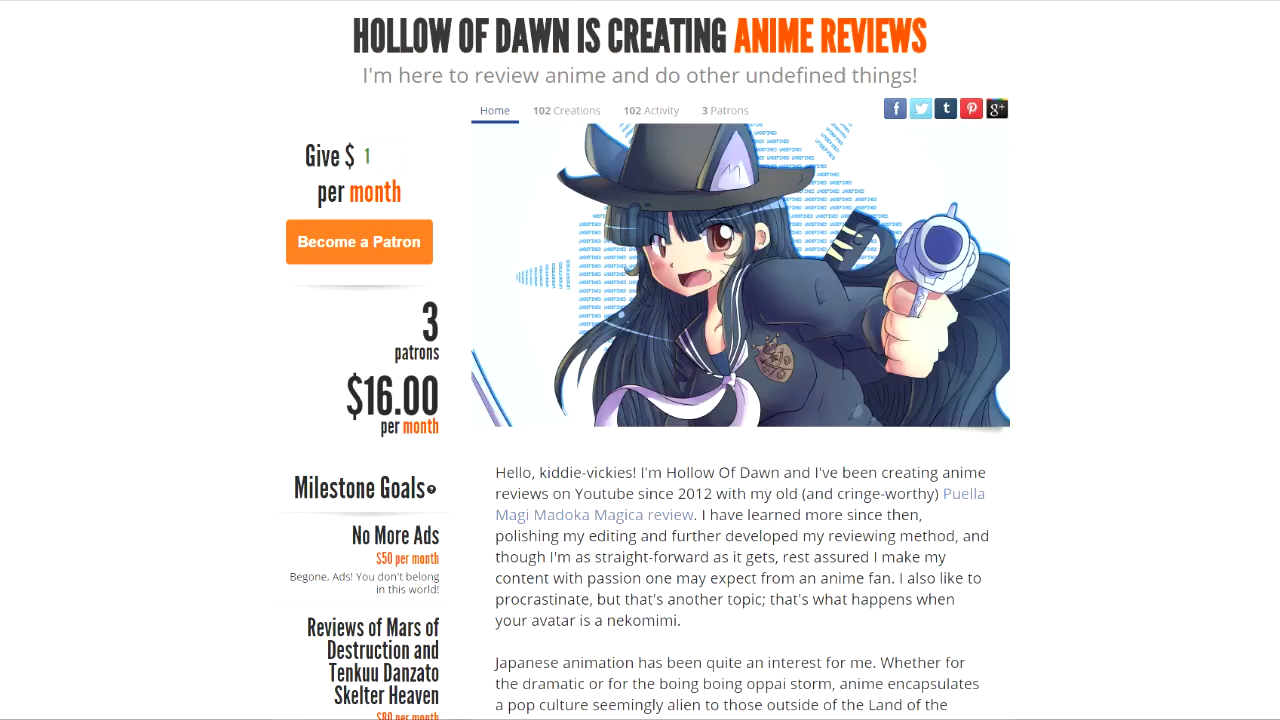 HOLLOW OF DAWN IS CREATING ANIME REVIEWS
I'm here to review anime and do other undefined things!
Home 102 Creations 102 Activity 3 Patrons
Give $ 1
per month
Become a Patron
3
patrons
$16.00
per month
Milestone Goals
No More Ads
$50 per month
Begone, Ads! You don't belong
in this world!
Reviews of Mars of
Destruction and
Tenkuu Danzato
Skelter Heaven
$80 per month
UNDEFINED
Hello, kiddie-vickies! I'm Hollow Of Dawn and I've been creating anime
reviews on Youtube since 2012 with my old (and cringe-worthy) Puella
Magi Madoka Magica review. I have learned more since then,
polishing my editing and further developed my reviewing method, and
though I'm as straight-forward as it gets, rest assured I make my
content with passion one may expect from an anime fan. I also like to
procrastinate, but that's another topic; that's what happens when
your avatar is a nekomimi.
Japanese animation has been quite an interest for me. Whether for
the dramatic or for the boing boing oppai storm, anime encapsulates
a pop culture seemingly alien to those outside of the Land of the